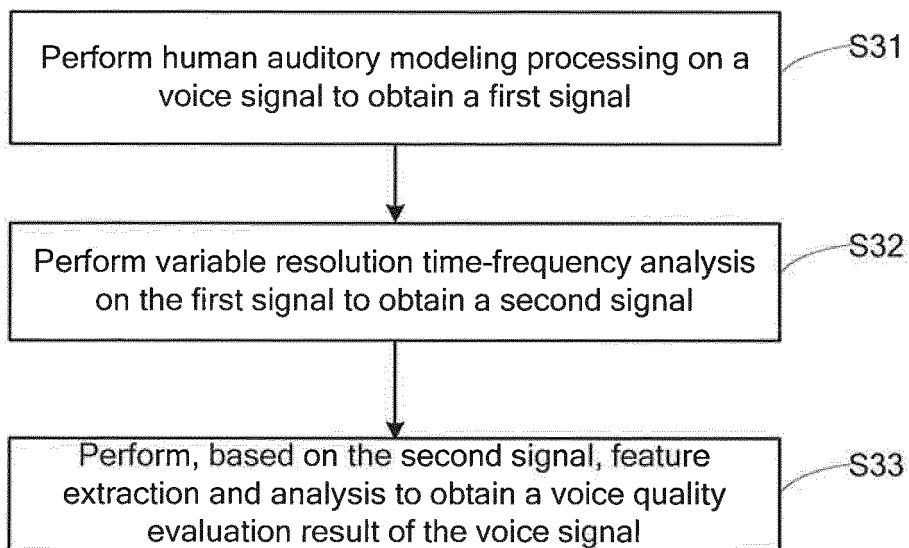 Perform human auditory modeling processing on a
voice signal to obtain a first signal
S31
Perform variable resolution time-frequency analysis
on the first signal to obtain a second signal
S32
Perform, based on the second signal, feature
extraction and analysis to obtain a voice quality
evaluation result of the voice signal
S33